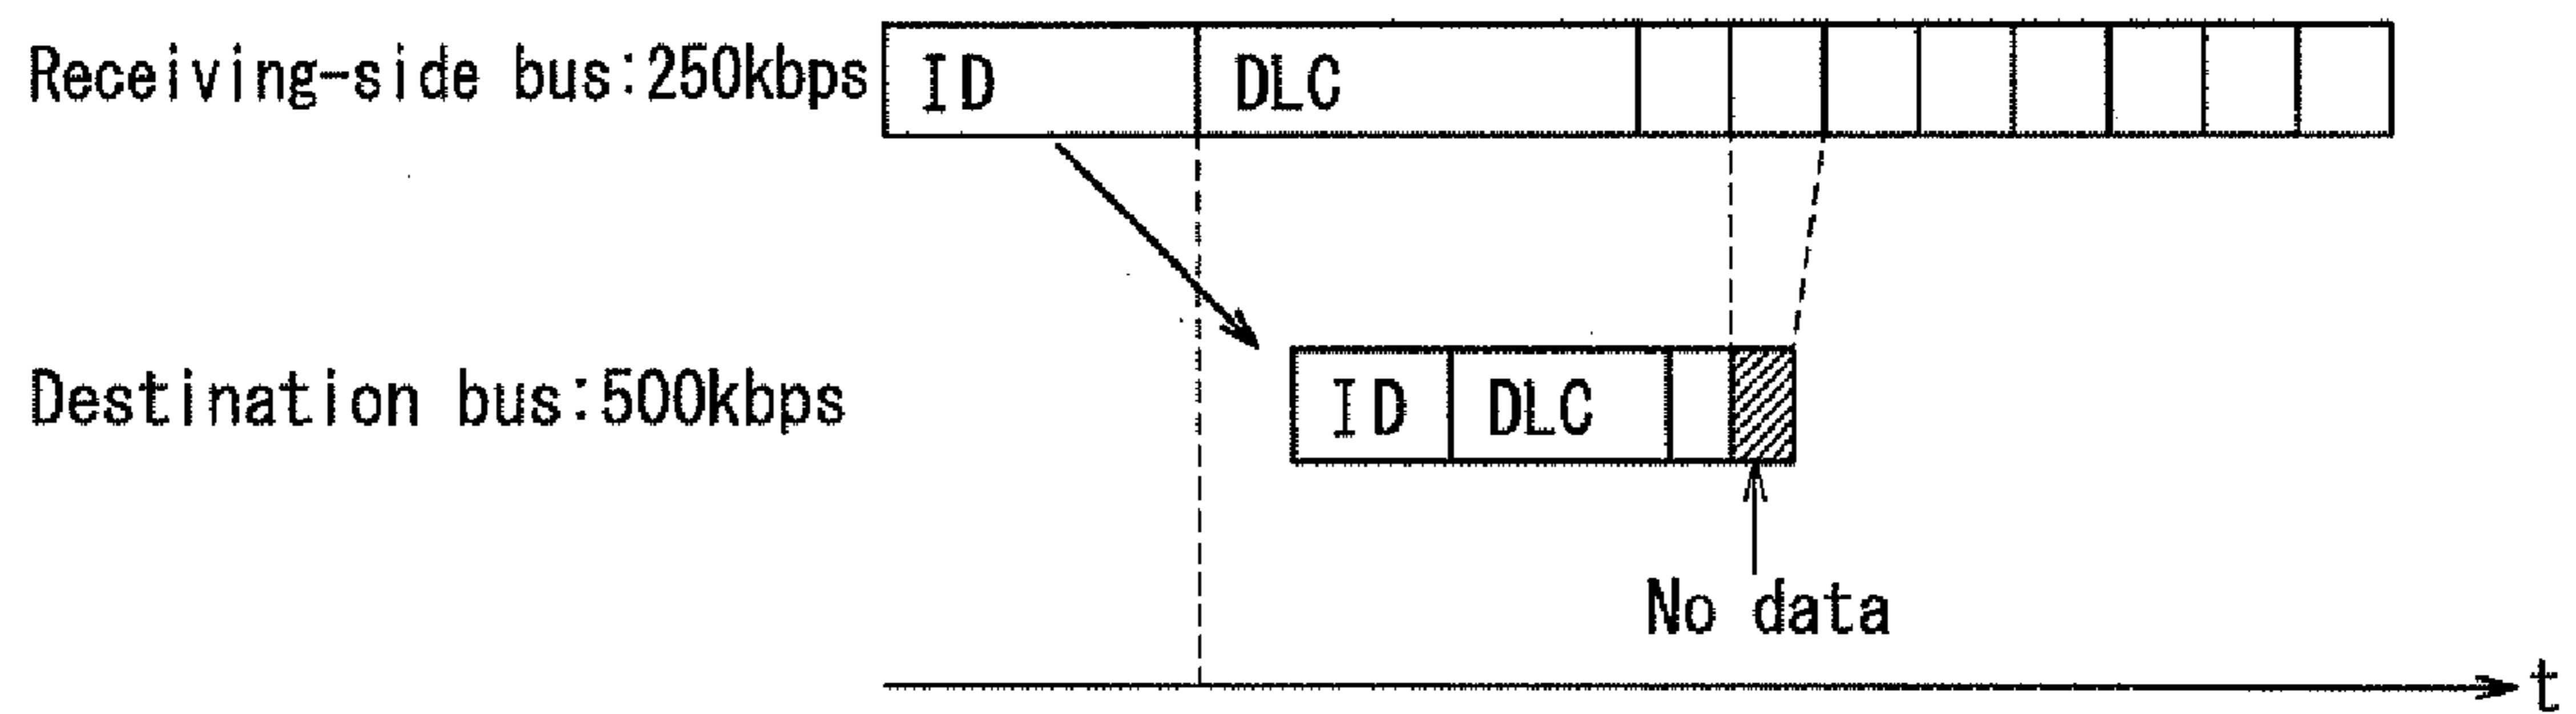 Receiving-side bus:250kbps ID DLC
Destination bus:500kbps ID DLC
No data
t